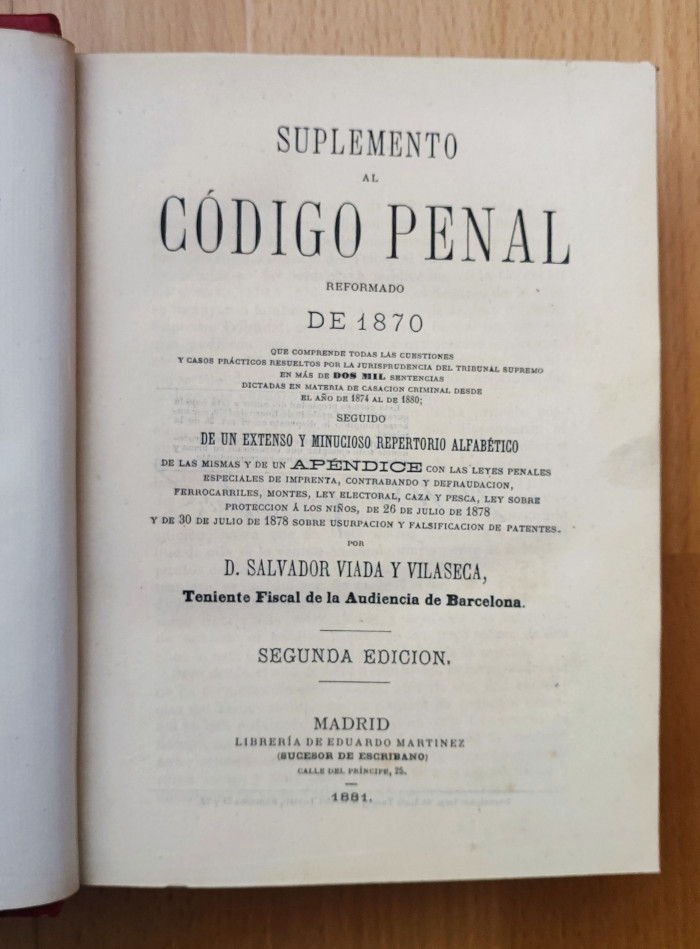 SUPLEMENTO
AL
CÓDIGO PENAL
REFORMADO
DE 1870
QUE COMPRENDE TODAS LAS CUESTIONES
Y CASOS PRÁCTICOS RESUELTOS POR LA JURISPRUDENCIA DEL TRIBUNAL SUPREMO
EN MÁS DE DOS MIL SENTENCIAS
DICTADAS EN MATERIA DE CASACION CRIMINAL DESDE
EL AÑO DE 1874 AL DE 1880;
SEGUIDO
DE UN EXTENSO Y MINUCIOSO REPERTORIO ALFABÉTICO
DE LAS MISMAS Y DE UN APÉNDICE CON LAS LEYES PENALES
ESPECIALES DE IMPRENTA, CONTRABANDO Y DEFRAUDACION,
FERROCARRILES, MONTES, LEY ELECTORAL, CAZA Y PESCA, LEY SOBRE
PROTECCION Á LOS NIÑOS, DE 26 DE JULIO DE 1878
Y DE 30 DE JULIO DE 1878 SOBRE USURPACION Y FALSIFICACION DE PATENTES.
POR
D. SALVADOR VIADA Y VILASECA,
Teniente Fiscal de la Audiencia de Barcelona.
SEGUNDA EDICION.
MADRID
LIBRERÍA DE EDUARDO MARTINEZ
(SUCESOR DE ESCRIBANO)
CALLE DEL PRÍNCIPE, 25.
1881.